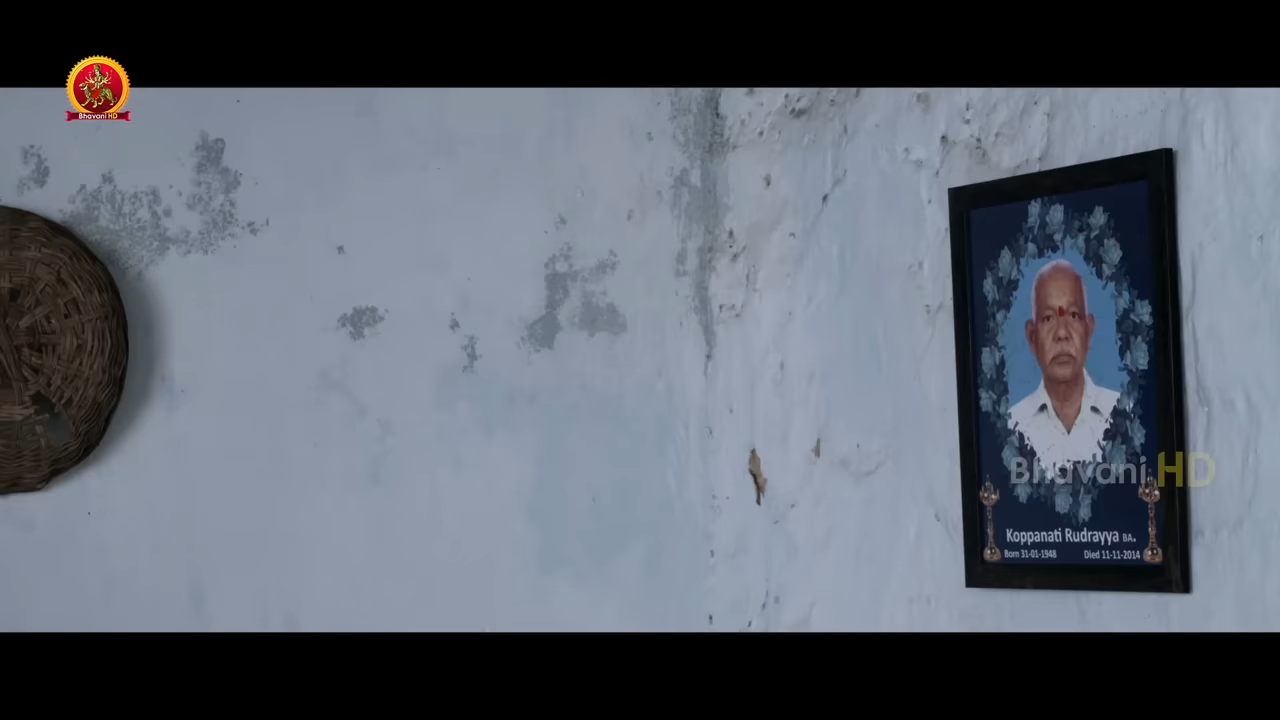 Bhavani HD
Bhavani HD
Koppanati Rudrayya BA.
Born 31-01-1948 Died 11-11-2014